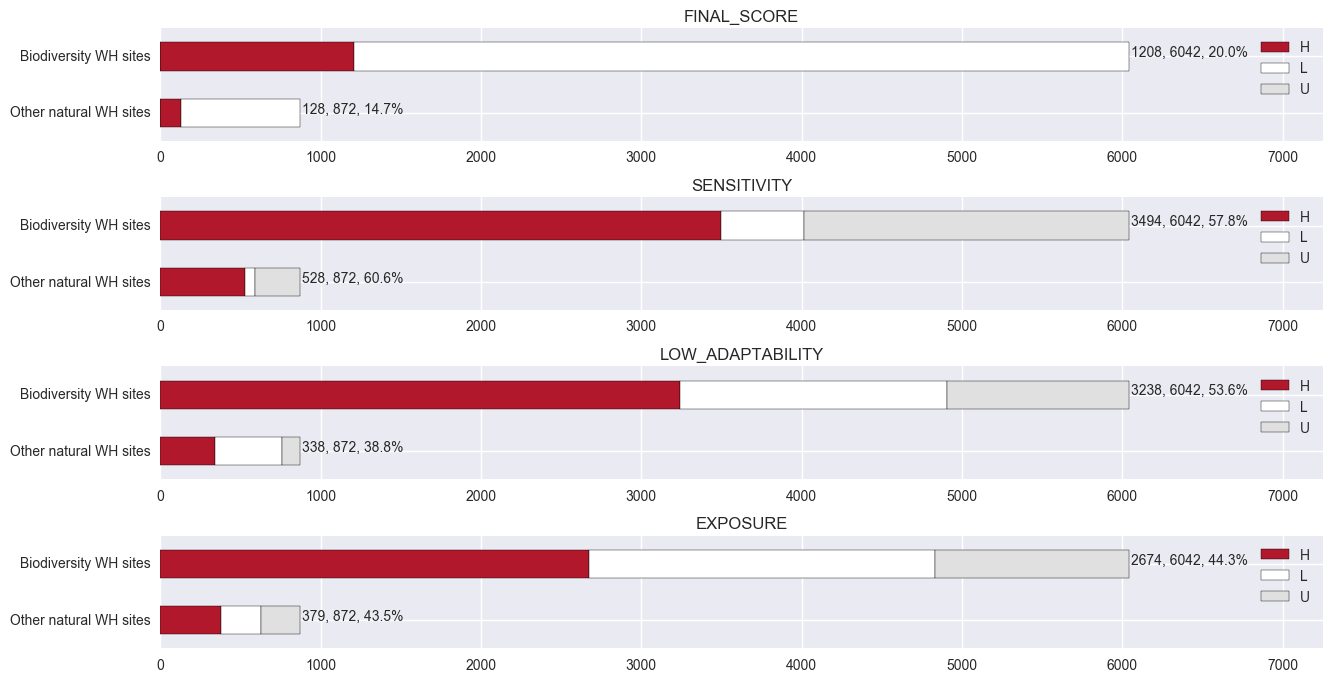 FINAL_SCORE
Biodiversity WH sites
1208, 6042, 20.0%
H
L
U
Other natural WH sites
128, 872, 14.7%
0 1000 2000 3000 4000 5000 6000 7000
SENSITIVITY
Biodiversity WH sites
3494, 6042, 57.8%
H
L
U
Other natural WH sites
528, 872, 60.6%
0 1000 2000 3000 4000 5000 6000 7000
LOW_ADAPTABILITY
Biodiversity WH sites
3238, 6042, 53.6%
H
L
U
Other natural WH sites
338, 872, 38.8%
0 1000 2000 3000 4000 5000 6000 7000
EXPOSURE
Biodiversity WH sites
2674, 6042, 44.3%
H
L
U
Other natural WH sites
379, 872, 43.5%
0 1000 2000 3000 4000 5000 6000 7000